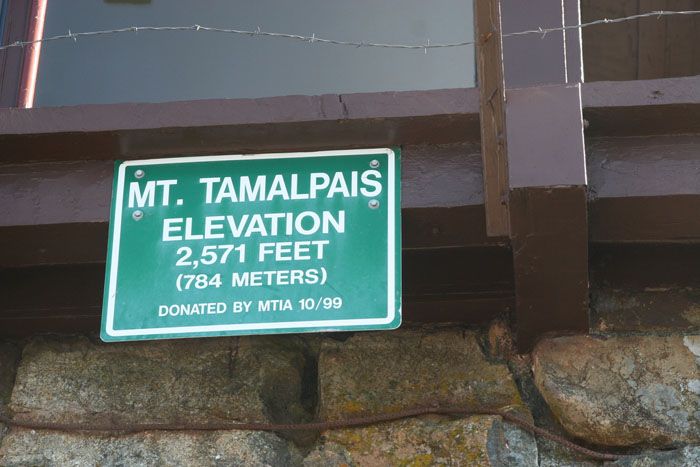 MT. TAMALPAIS
ELEVATION
2,571 FEET
(784 METERS)
DONATED BY MTIA 10/99